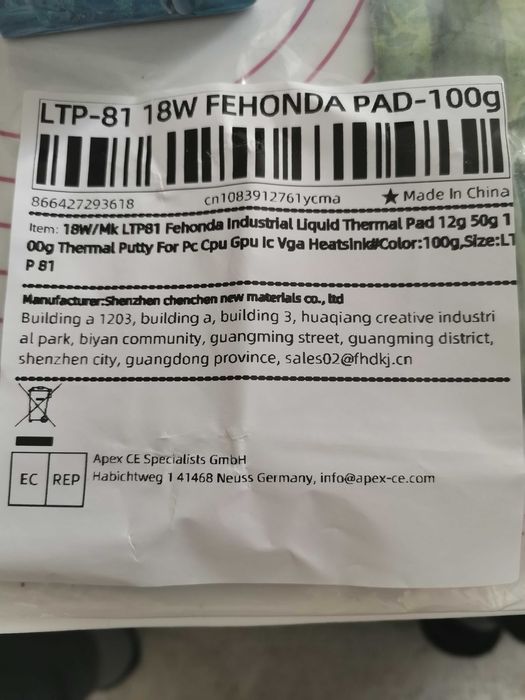 LTP-81 18W FEHONDA PAD-100g
866427293618 cn1083912761ycma ★ Made In China
Item: 18W/Mk LTP81 Fehonda Industrial Liquid Thermal Pad 12g 50g 1
00g Thermal Putty For Pc Cpu Gpu Ic Vga Heatsink#Color:100g,Size:LT
P 81
Manufacturer:Shenzhen chenchen new materials co., ltd
Building a 1203, building a, building 3, huaqiang creative industri
al park, biyan community, guangming street, guangming district,
shenzhen city, guangdong province, sales02@fhdkj.cn
EC REP
Apex CE Specialists GmbH
Habichtweg 1 41468 Neuss Germany, info@apex-ce.com